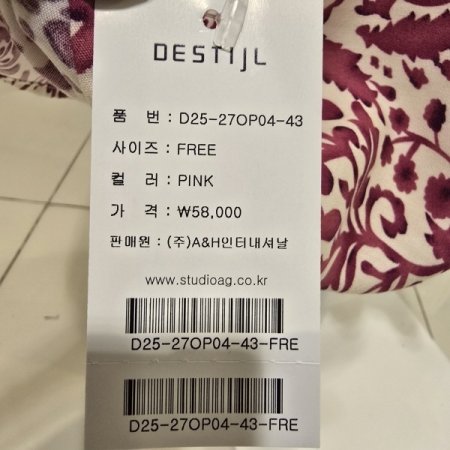 DESTIJL
품 번 : D25-27OP04-43
사이즈 : FREE
컬 러 : PINK
가 격 : ₩58,000
판매원 : (주)A&H인터내셔날
www.studioag.co.kr
D25-27OP04-43-FRE
D25-27OP04-43-FRE